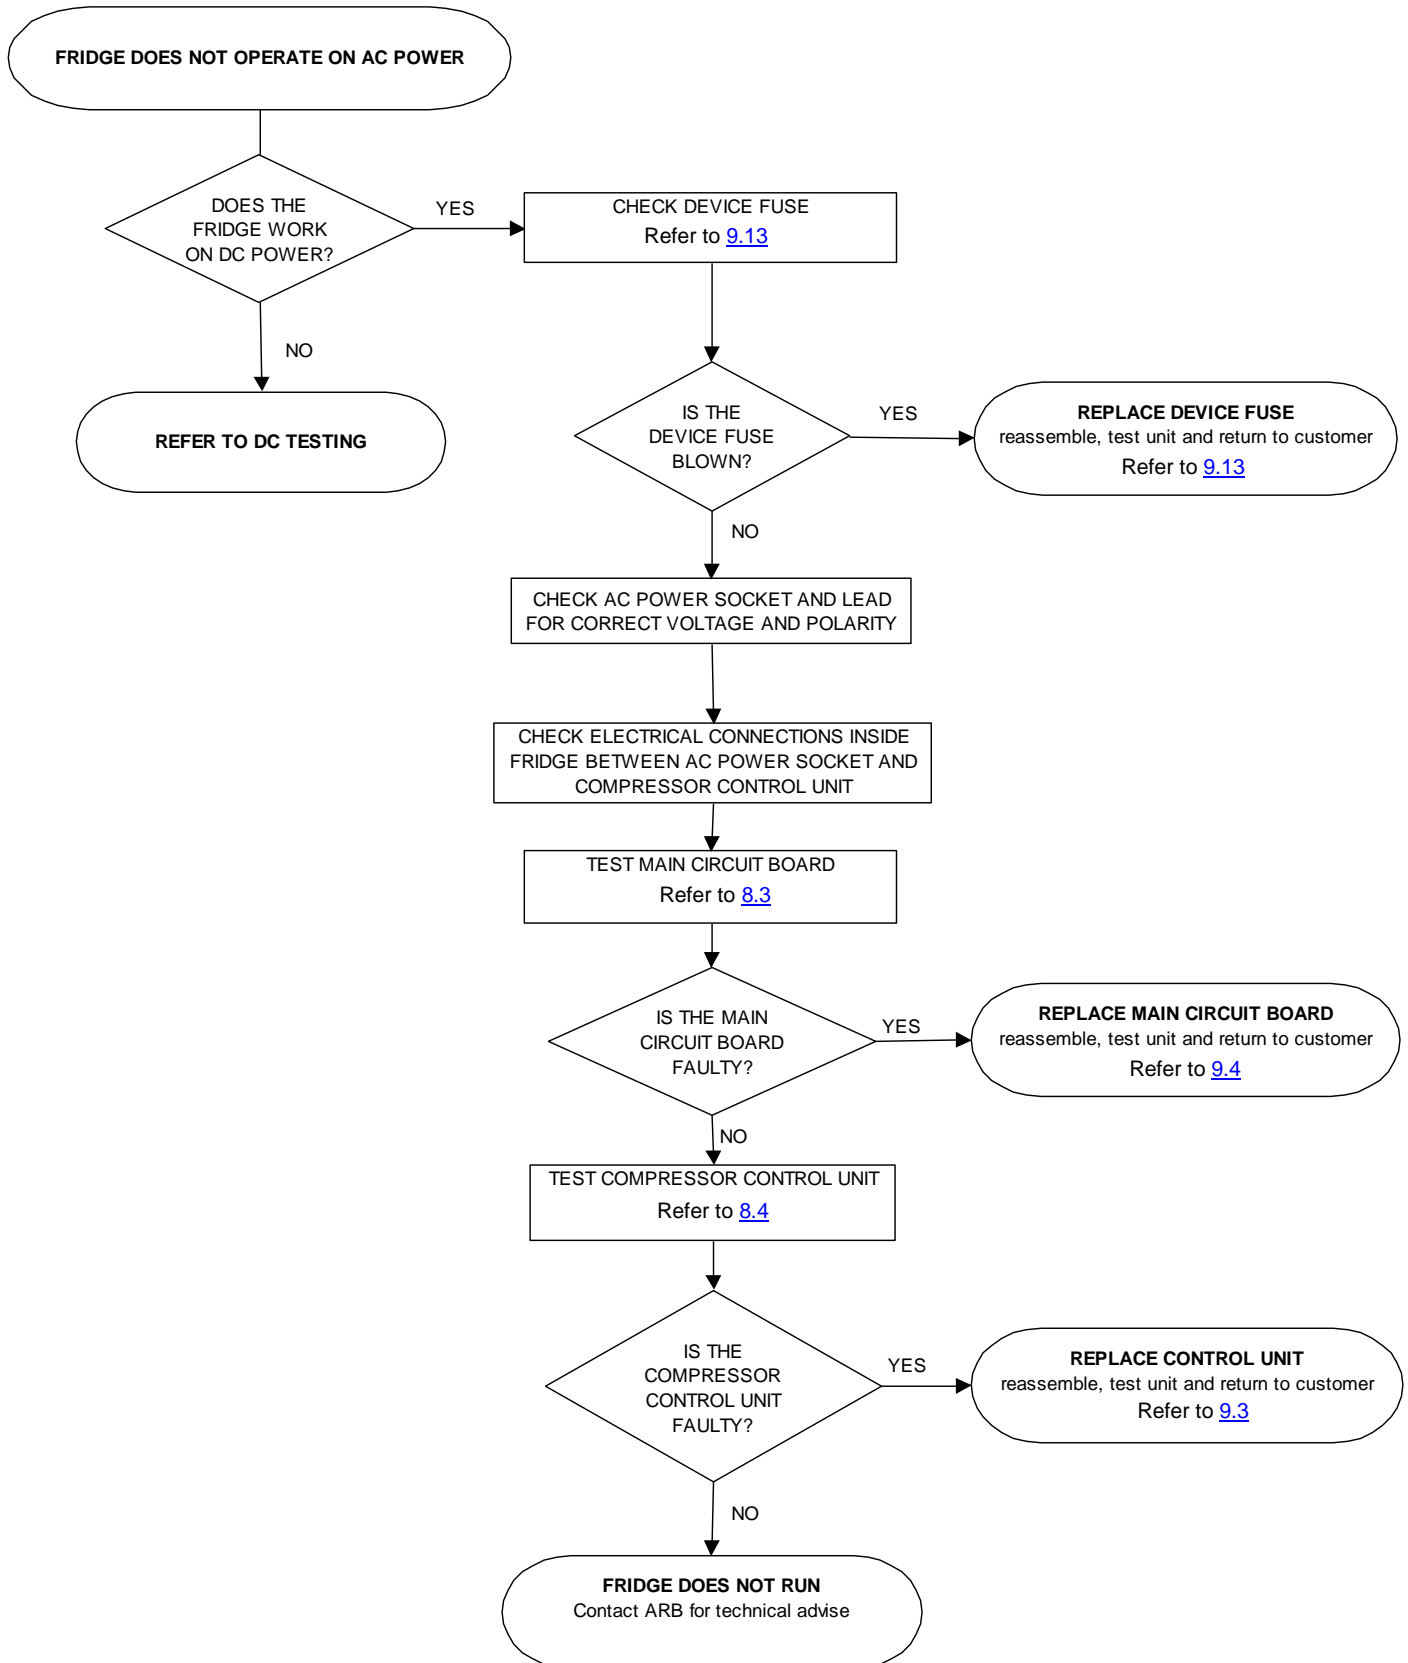 FRIDGE DOES NOT OPERATE ON AC POWER
DOES THE
FRIDGE WORK
ON DC POWER?
YES
CHECK DEVICE FUSE
Refer to 9.13
NO
REFER TO DC TESTING
IS THE
DEVICE FUSE
BLOWN?
YES
REPLACE DEVICE FUSE
reassemble, test unit and return to customer
Refer to 9.13
NO
CHECK AC POWER SOCKET AND LEAD
FOR CORRECT VOLTAGE AND POLARITY
CHECK ELECTRICAL CONNECTIONS INSIDE
FRIDGE BETWEEN AC POWER SOCKET AND
COMPRESSOR CONTROL UNIT
TEST MAIN CIRCUIT BOARD
Refer to 8.3
IS THE MAIN
CIRCUIT BOARD
FAULTY?
YES
REPLACE MAIN CIRCUIT BOARD
reassemble, test unit and return to customer
Refer to 9.4
NO
TEST COMPRESSOR CONTROL UNIT
Refer to 8.4
IS THE
COMPRESSOR
CONTROL UNIT
FAULTY?
YES
REPLACE CONTROL UNIT
reassemble, test unit and return to customer
Refer to 9.3
NO
FRIDGE DOES NOT RUN
Contact ARB for technical advise